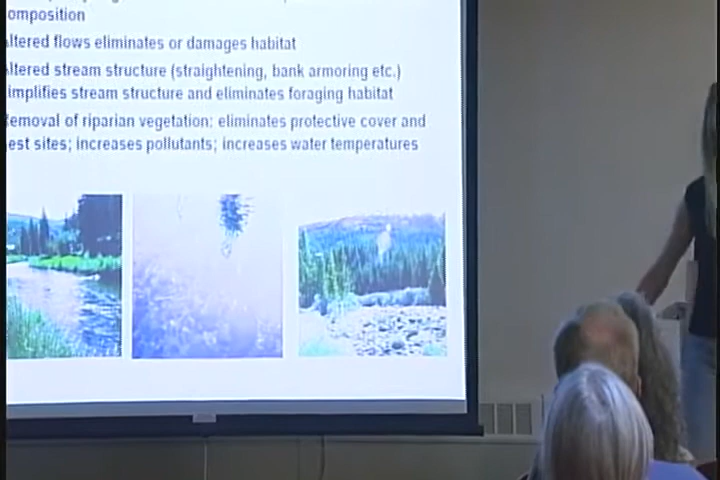 omposition
ltered flows eliminates or damages habitat
ltered stream structure (straightening, bank armoring etc.)
implifies stream structure and eliminates foraging habitat
emoval of riparian vegetation: eliminates protective cover and
est sites; increases pollutants; increases water temperatures